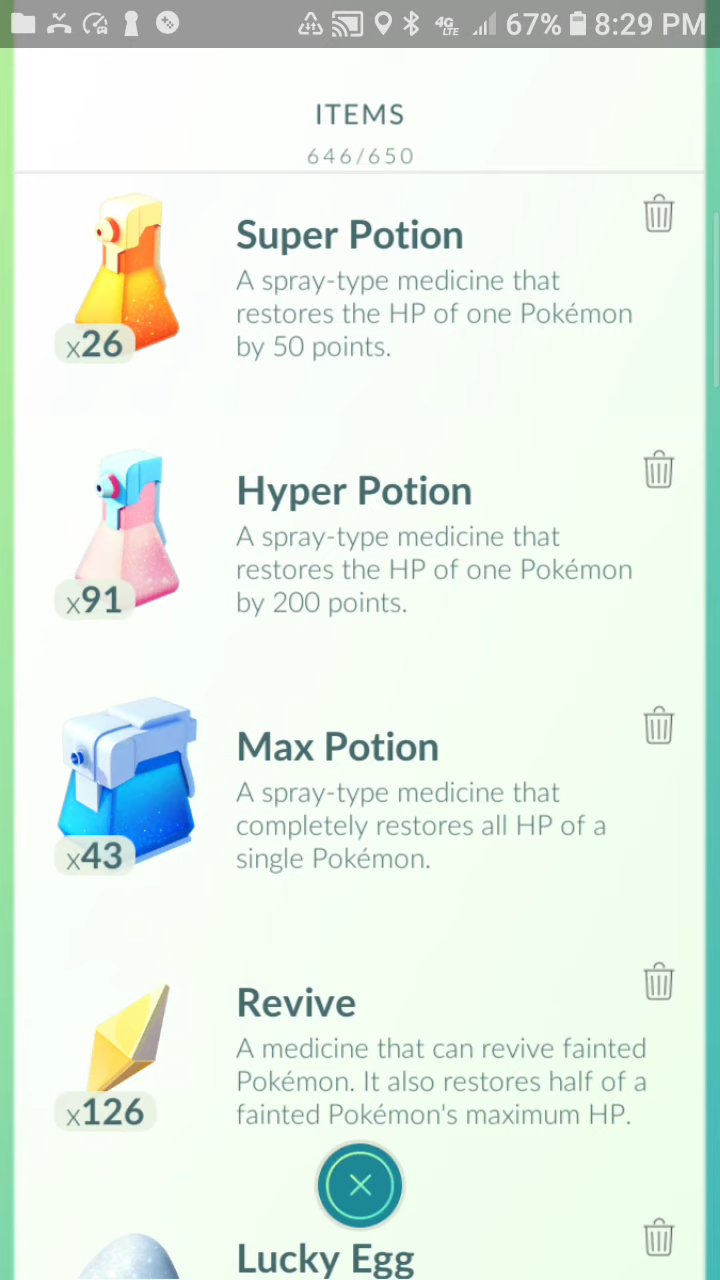 4G LTE 67% 8:29 PM
ITEMS
646/650
Super Potion
A spray-type medicine that
restores the HP of one Pokémon
by 50 points.
x26
Hyper Potion
A spray-type medicine that
restores the HP of one Pokémon
by 200 points.
x91
Max Potion
A spray-type medicine that
completely restores all HP of a
single Pokémon.
x43
Revive
A medicine that can revive fainted
Pokémon. It also restores half of a
fainted Pokémon's maximum HP.
x126
Lucky Egg